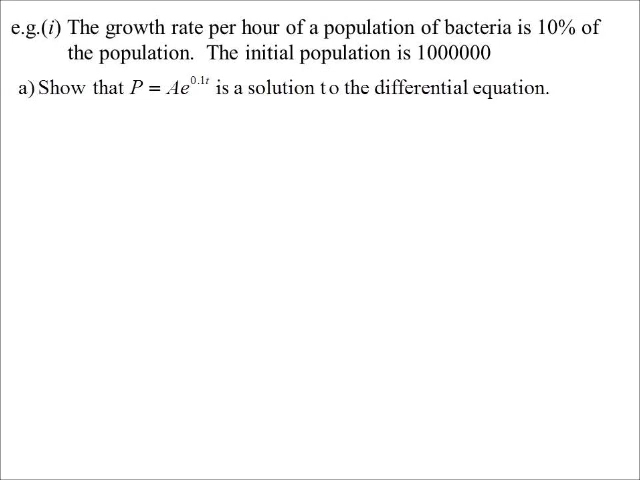 e.g.(i) The growth rate per hour of a population of bacteria is 10% of
the population. The initial population is 1000000
a) Show that P = Ae^0.1t is a solution to the differential equation.